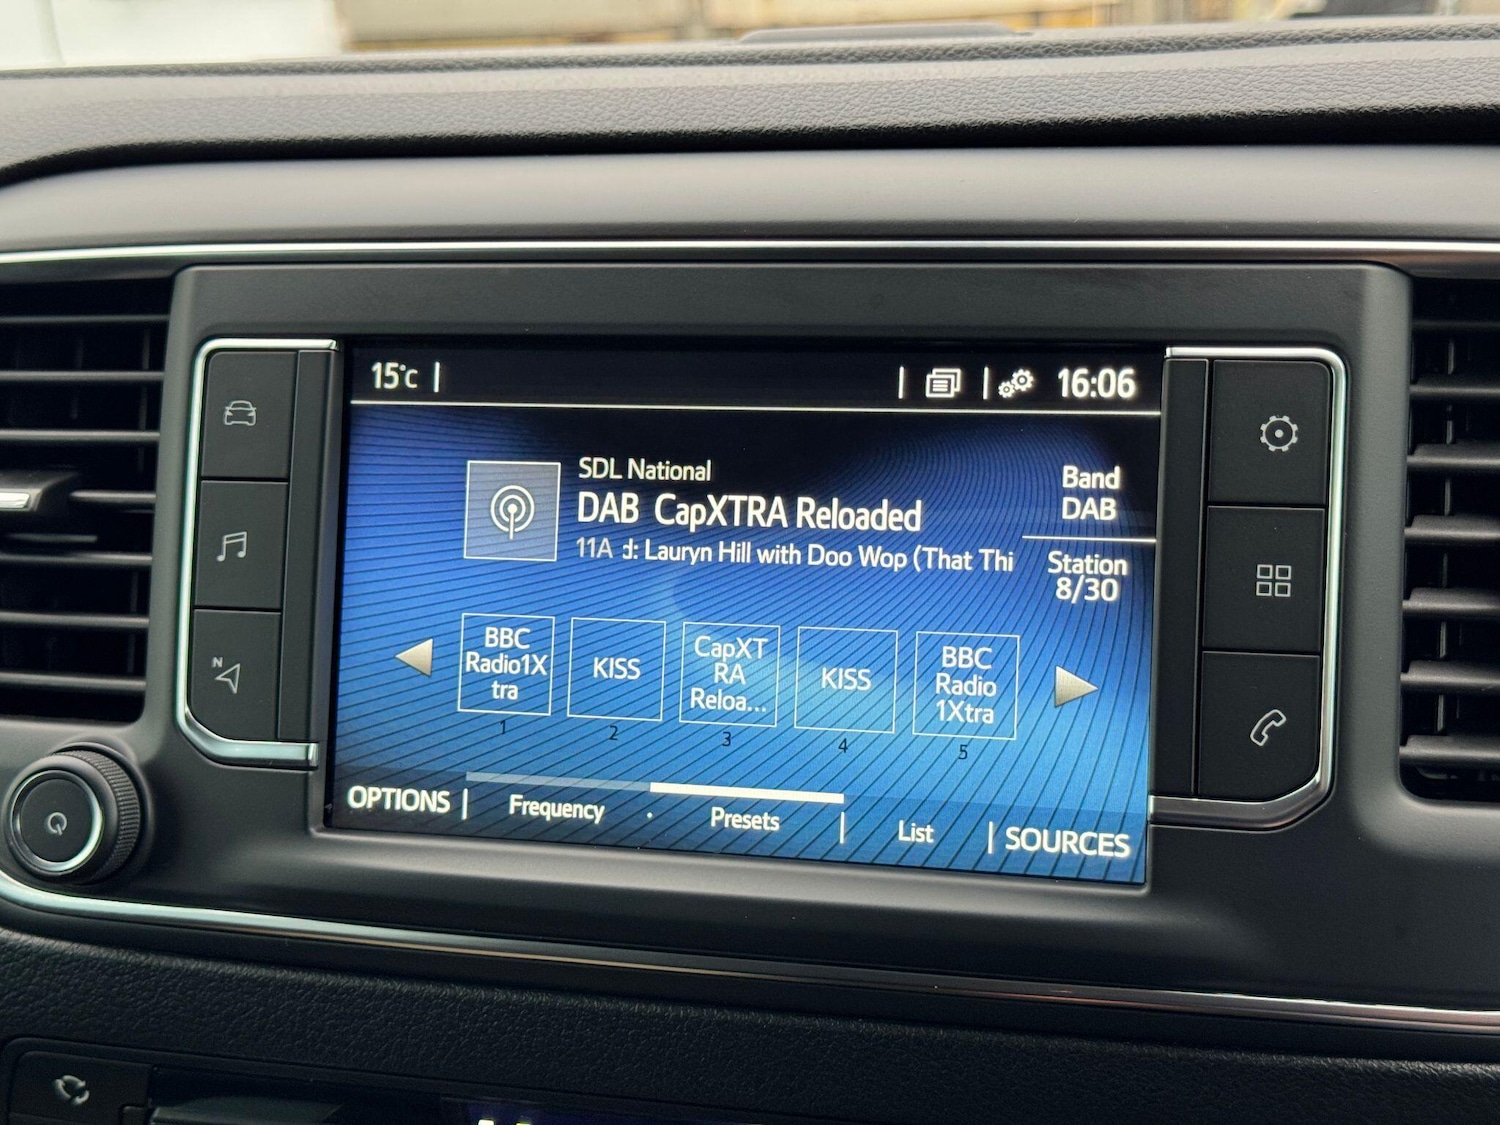 15°C
16:06
SDL National
DAB CapXTRA Reloaded
11A d: Lauryn Hill with Doo Wop (That Thi
Band
DAB
Station
8/30
BBC
Radio1X
tra
1
KISS
2
CapXT
RA
Reloa...
3
KISS
4
BBC
Radio
1Xtra
5
OPTIONS
Frequency
Presets
List
SOURCES
N